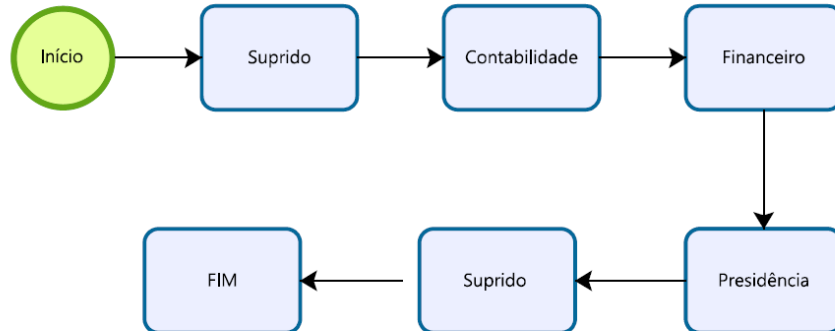 Início
Suprido
Contabilidade
Financeiro
Presidência
Suprido
FIM